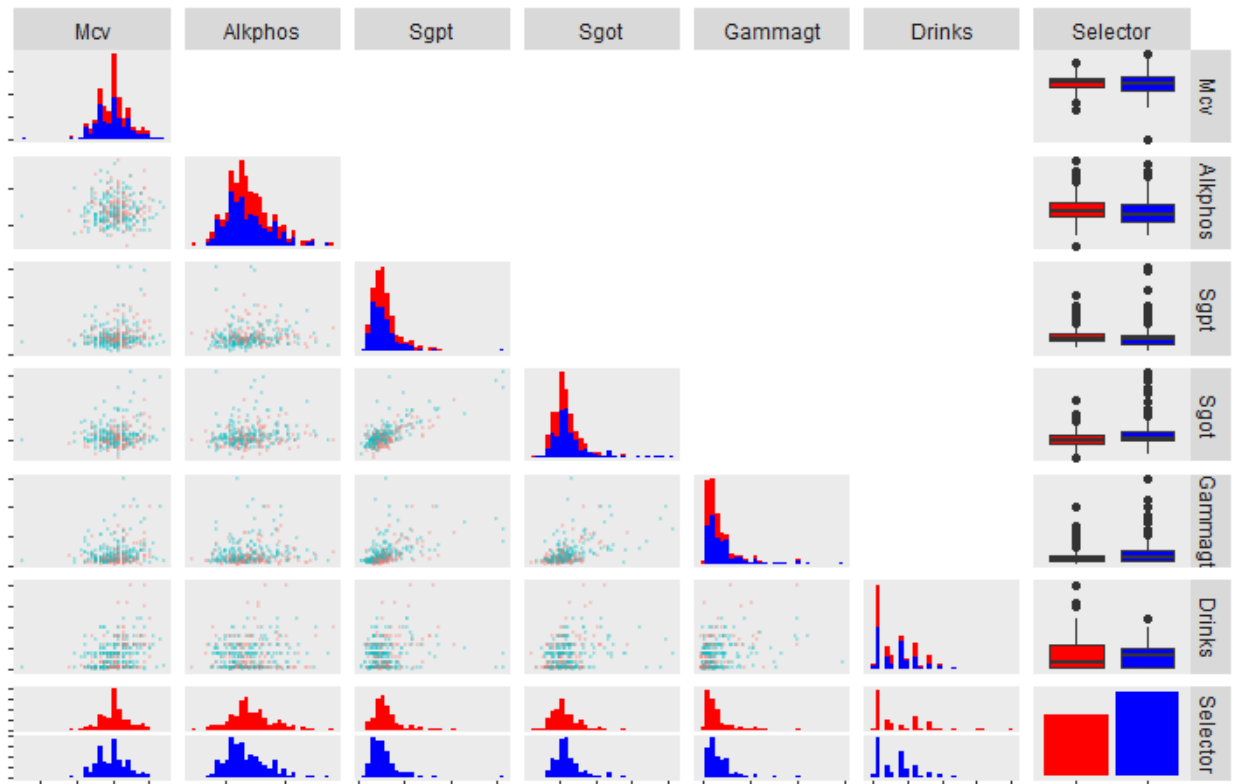 Mcv Alkphos Sgpt Sgot Gammagt Drinks Selector
Mcv
Alkphos
Sgpt
Sgot
Gammagt
Drinks
Selector